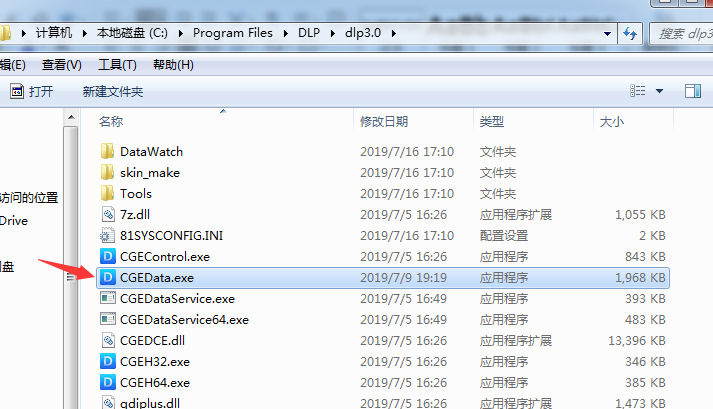 计算机 ▸ 本地磁盘 (C:) ▸ Program Files ▸ DLP ▸ dlp3.0 ▸ 搜索 dlp3
辑(E) 查看(V) 工具(T) 帮助(H)
打开 新建文件夹
名称 修改日期 类型 大小
DataWatch 2019/7/16 17:10 文件夹
skin_make 2019/7/16 17:10 文件夹
访问的位置
Tools 2019/7/16 17:10 文件夹
Drive
7z.dll 2019/7/5 16:26 应用程序扩展 1,055 KB
81SYSCONFIG.INI 2019/7/16 17:10 配置设置 2 KB
CGEControl.exe 2019/7/5 16:26 应用程序 843 KB
盘
CGEData.exe 2019/7/9 19:19 应用程序 1,968 KB
CGEDataService.exe 2019/7/5 16:49 应用程序 393 KB
CGEDataService64.exe 2019/7/5 16:49 应用程序 483 KB
CGEDCE.dll 2019/7/5 16:26 应用程序扩展 13,396 KB
CGEH32.exe 2019/7/5 16:26 应用程序 346 KB
CGEH64.exe 2019/7/5 16:26 应用程序 385 KB
gdiplus.dll 2019/7/5 16:26 应用程序扩展 1,473 KB